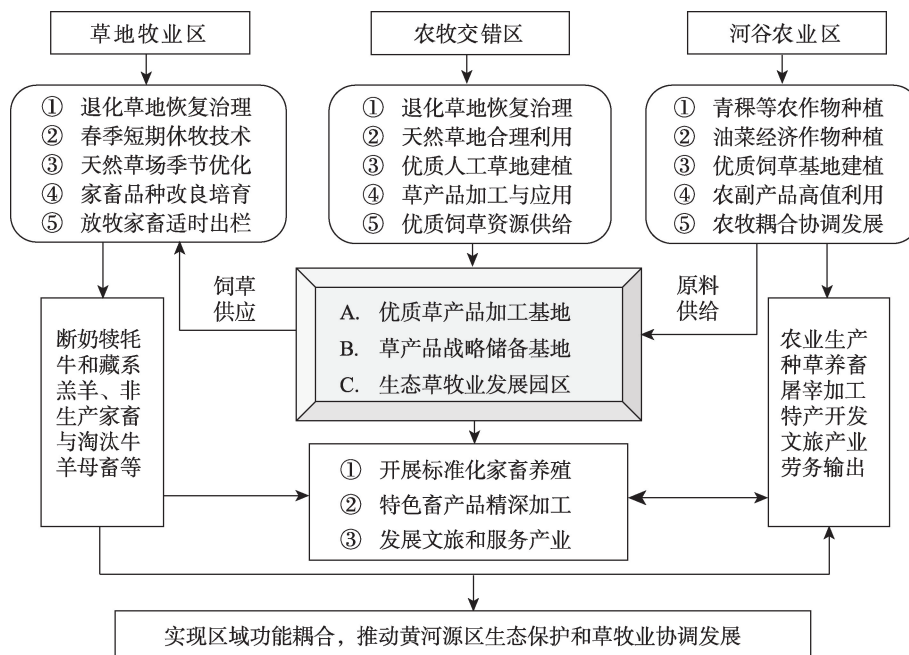 草地牧业区
农牧交错区
河谷农业区
① 退化草地恢复治理
② 春季短期休牧技术
③ 天然草场季节优化
④ 家畜品种改良培育
⑤ 放牧家畜适时出栏
① 退化草地恢复治理
② 天然草地合理利用
③ 优质人工草地建植
④ 草产品加工与应用
⑤ 优质饲草资源供给
① 青稞等农作物种植
② 油菜经济作物种植
③ 优质饲草基地建植
④ 农副产品高值利用
⑤ 农牧耦合协调发展
饲草
供应
A. 优质草产品加工基地
B. 草产品战略储备基地
C. 生态草牧业发展园区
原料
供给
断奶犊牦
牛和藏系
羔羊、非
生产家畜
与淘汰牛
羊母畜等
① 开展标准化家畜养殖
② 特色畜产品精深加工
③ 发展文旅和服务产业
农业生产
种草养畜
屠宰加工
特产开发
文旅产业
劳务输出
实现区域功能耦合，推动黄河源区生态保护和草牧业协调发展